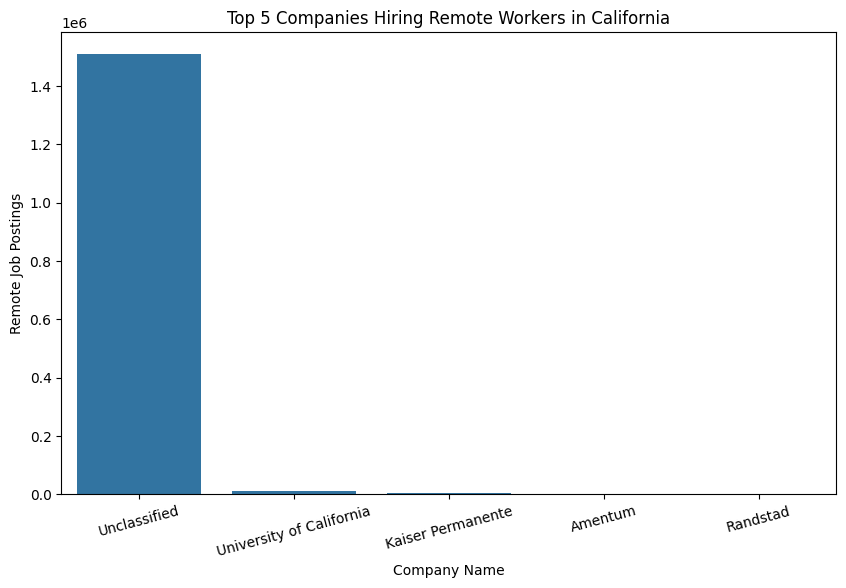 Top 5 Companies Hiring Remote Workers in California
1e6
1.4
1.2
1.0
0.8
0.6
0.4
0.2
0.0
Remote Job Postings
Unclassified
University of California
Kaiser Permanente
Amentum
Randstad
Company Name